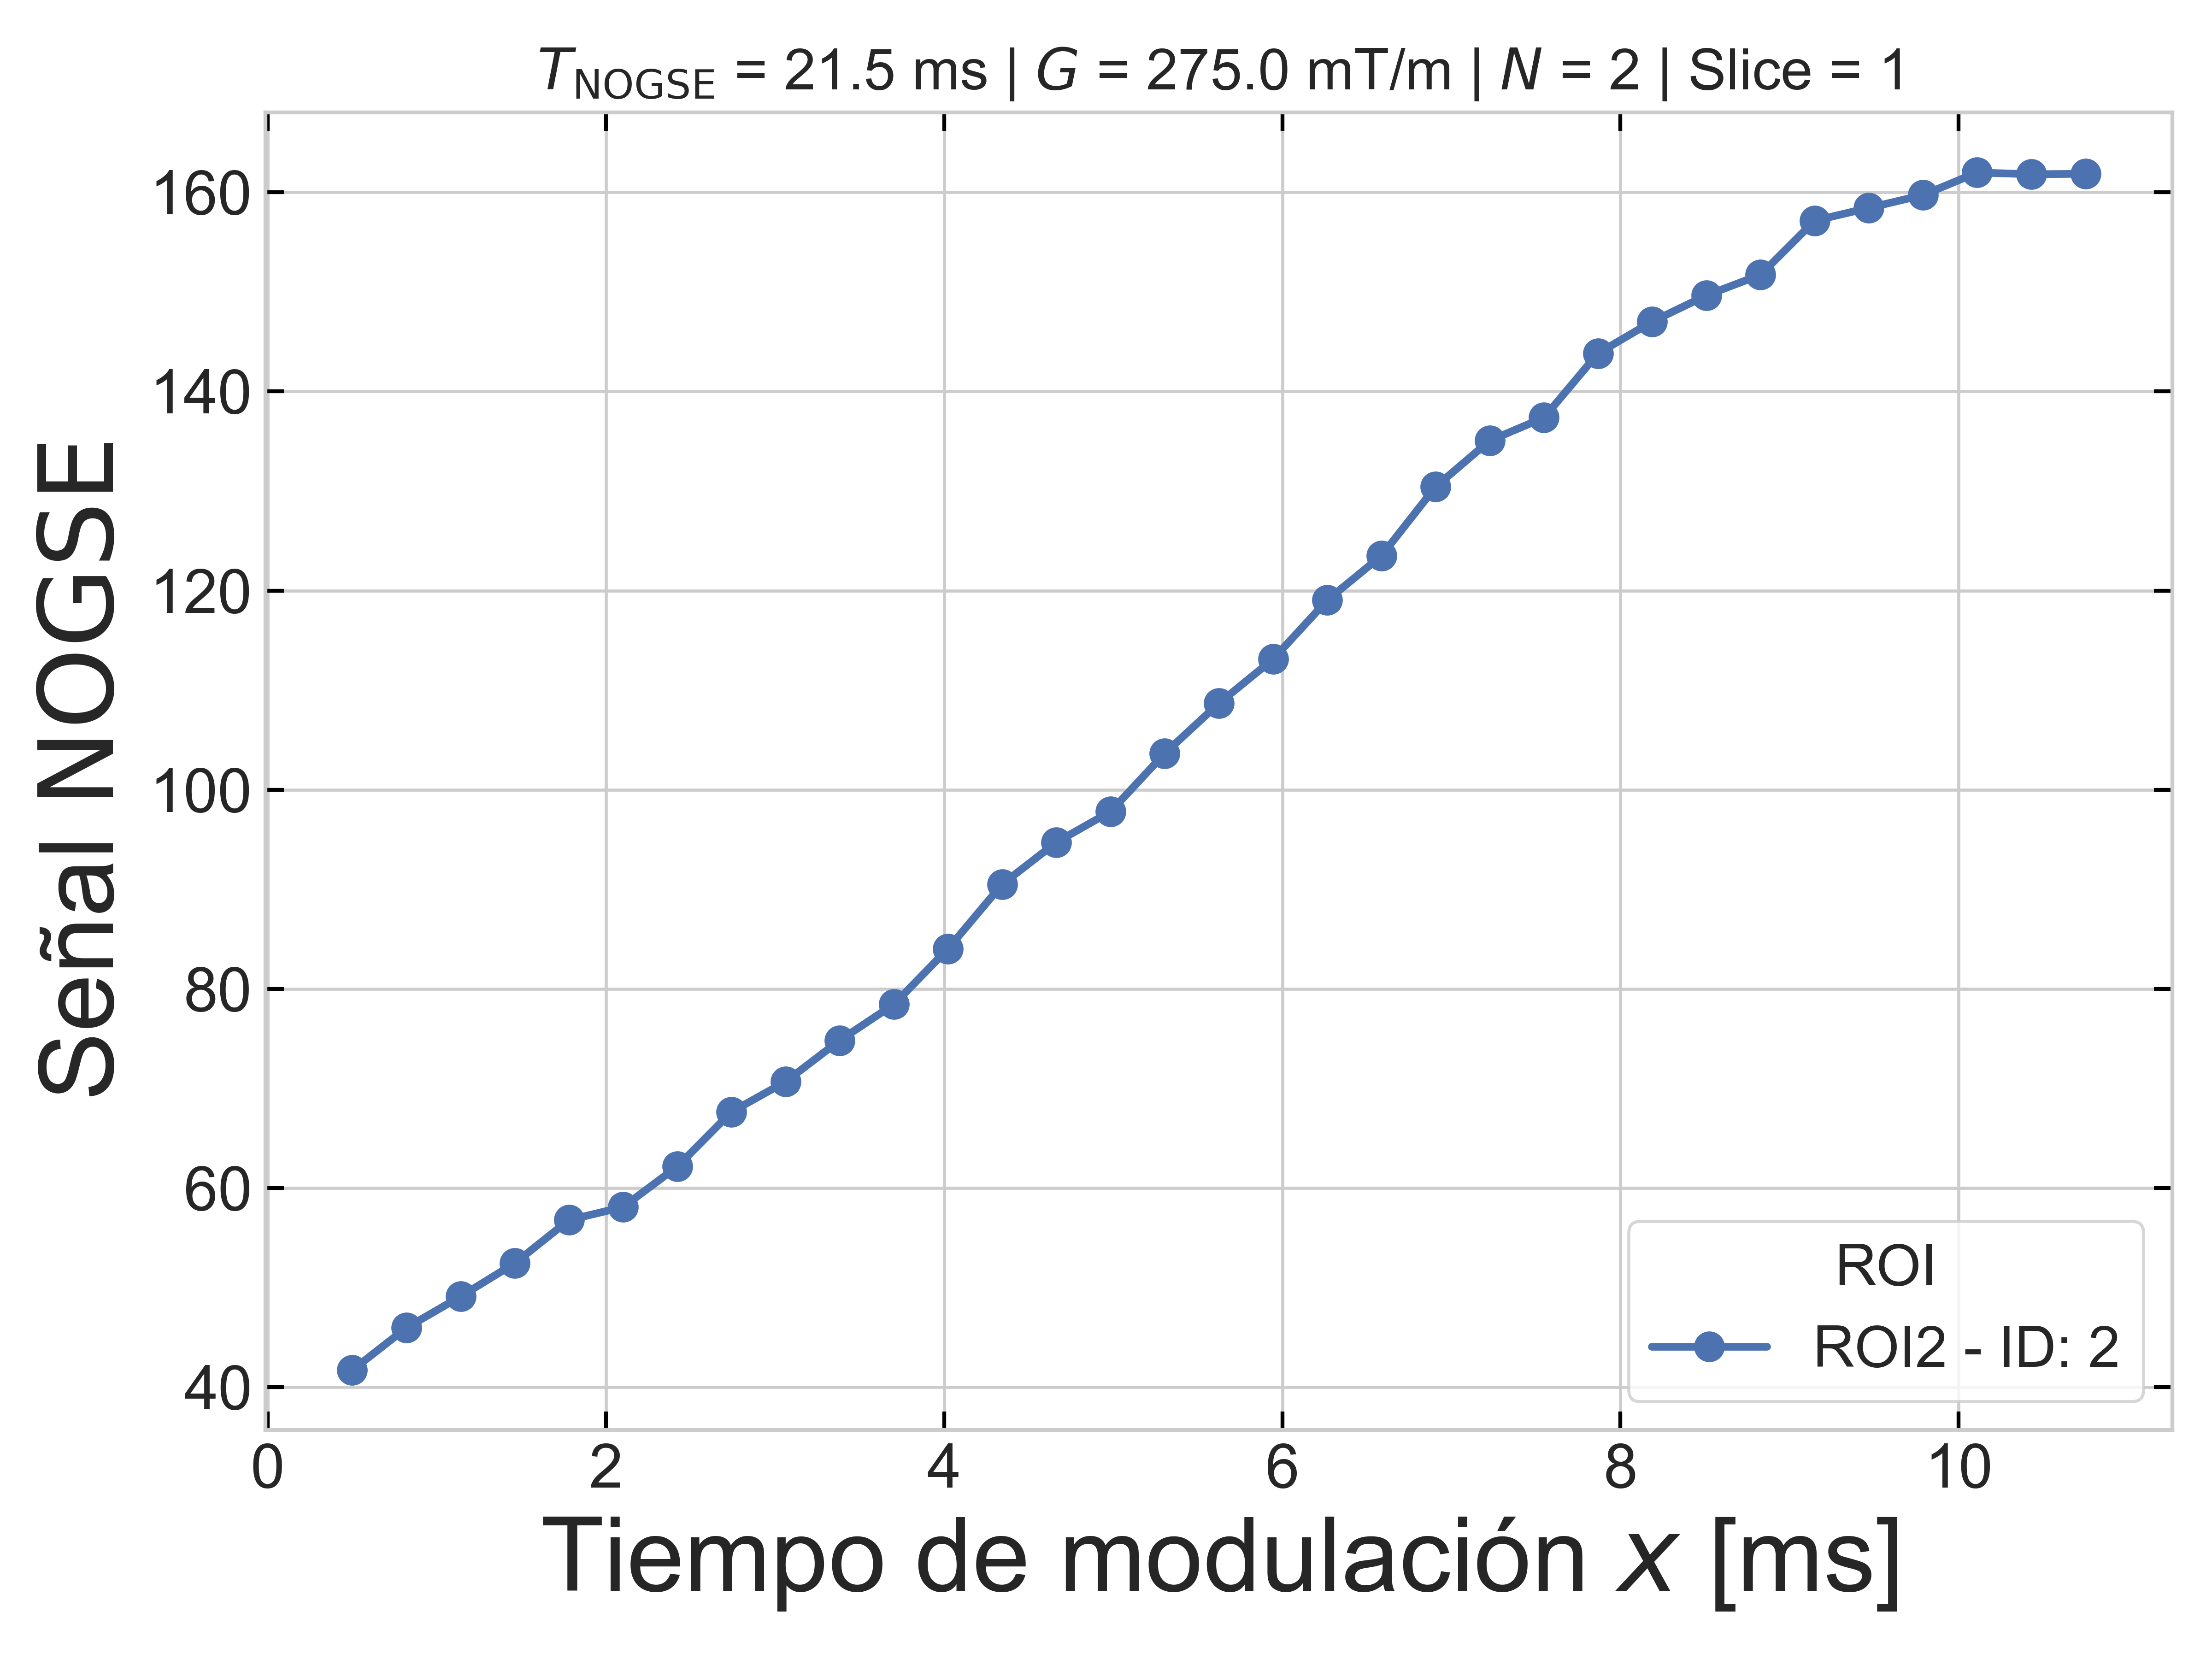 T_NOGSE = 21.5 ms | G = 275.0 mT/m | N = 2 | Slice = 1
Señal NOGSE
160
140
120
100
80
60
40
ROI
ROI2 - ID: 2
0 2 4 6 8 10
Tiempo de modulación x [ms]